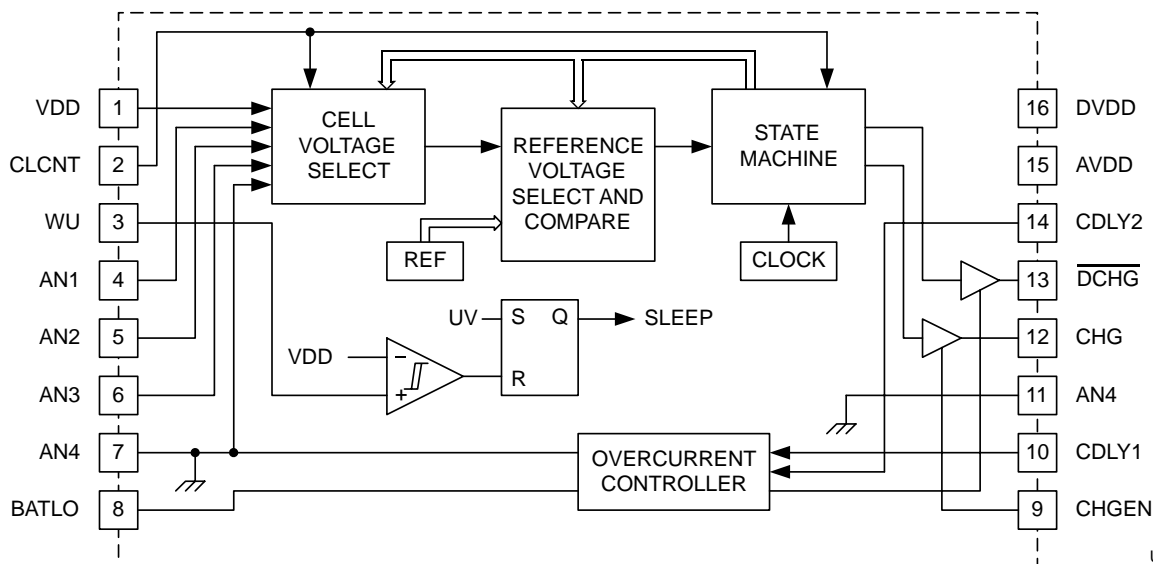 VDD
1
CLCNT
2
WU
3
AN1
4
AN2
5
AN3
6
AN4
7
BATLO
8
CELL
VOLTAGE
SELECT
REFERENCE
VOLTAGE
SELECT AND
COMPARE
STATE
MACHINE
REF
CLOCK
UV
S
Q
R
SLEEP
VDD
−
+
OVERCURRENT
CONTROLLER
16
DVDD
15
AVDD
14
CDLY2
13
DCHG
12
CHG
11
AN4
10
CDLY1
9
CHGEN